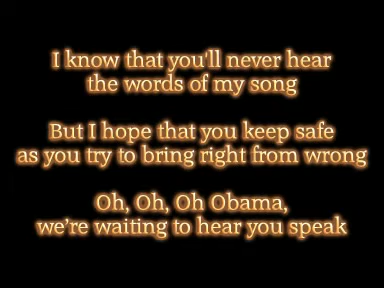 I know that you'll never hear
the words of my song
But I hope that you keep safe
as you try to bring right from wrong
Oh, Oh, Oh Obama,
we're waiting to hear you speak